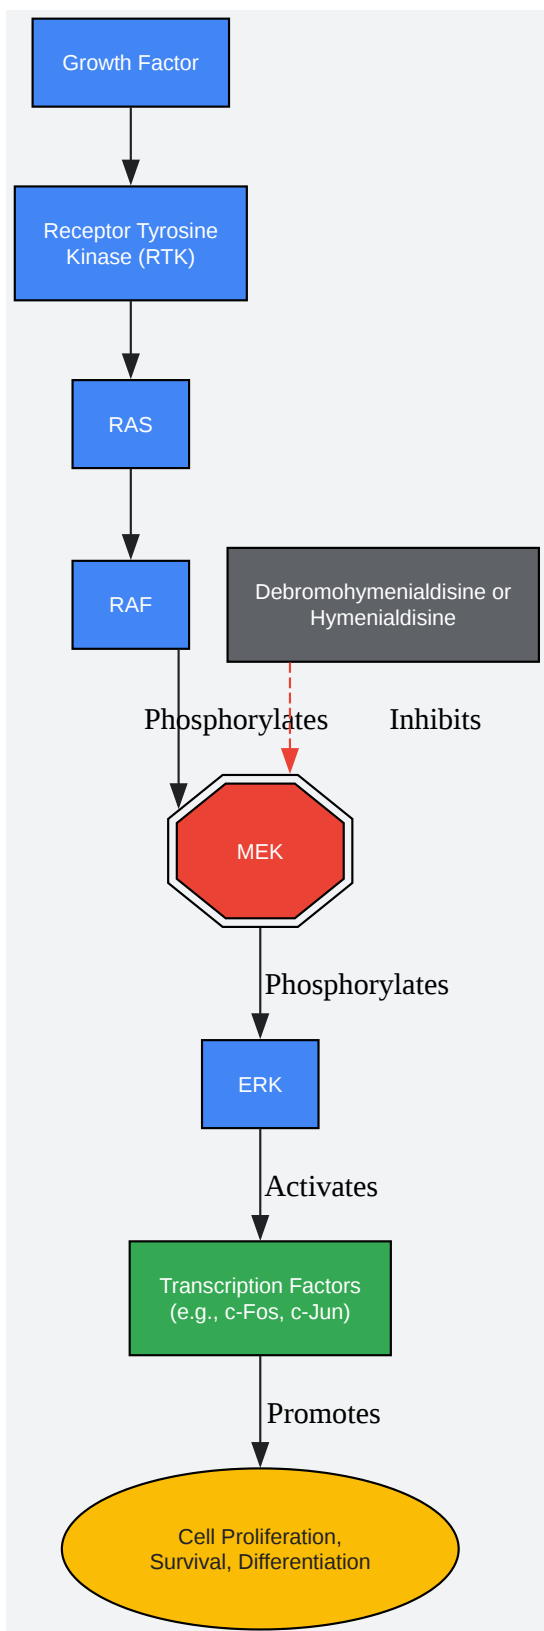 Growth Factor
Receptor Tyrosine
Kinase (RTK)
RAS
RAF
Debromohymenialdisine or
Hymenialdisine
Phosphorylates
Inhibits
MEK
Phosphorylates
ERK
Activates
Transcription Factors
(e.g., c-Fos, c-Jun)
Promotes
Cell Proliferation,
Survival, Differentiation